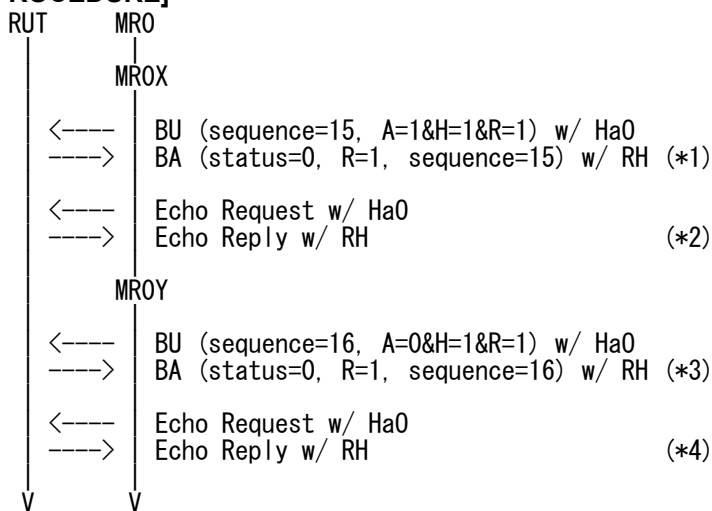 ROCEDURE]
RUT MR0
MR0X
<---- BU (sequence=15, A=1&H=1&R=1) w/ HaO
----> BA (status=0, R=1, sequence=15) w/ RH (*1)
<---- Echo Request w/ HaO
----> Echo Reply w/ RH (*2)
MR0Y
<---- BU (sequence=16, A=0&H=1&R=1) w/ HaO
----> BA (status=0, R=1, sequence=16) w/ RH (*3)
<---- Echo Request w/ HaO
----> Echo Reply w/ RH (*4)
V V